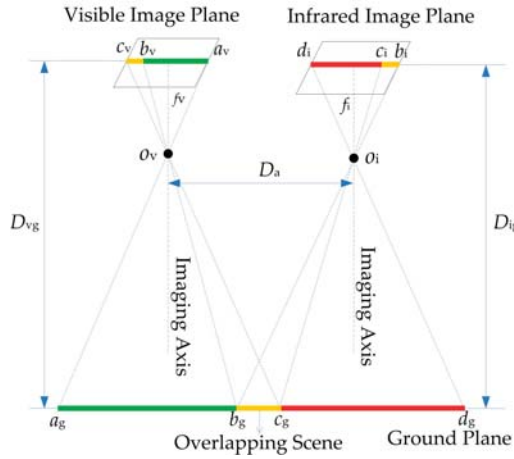 Visible Image Plane
Infrared Image Plane
cv bv av
di ci bi
fv
fi
ov
oi
Da
Dvg
Imaging Axis
Imaging Axis
ag
bg
cg
dg
Overlapping Scene
Ground Plane